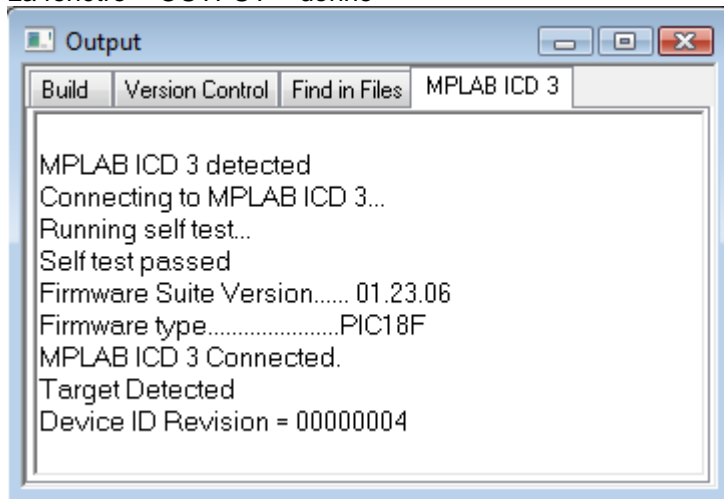 Output
Build Version Control Find in Files MPLAB ICD 3
MPLAB ICD 3 detected
Connecting to MPLAB ICD 3...
Running self test...
Self test passed
Firmware Suite Version...... 01.23.06
Firmware type......................PIC18F
MPLAB ICD 3 Connected.
Target Detected
Device ID Revision = 00000004